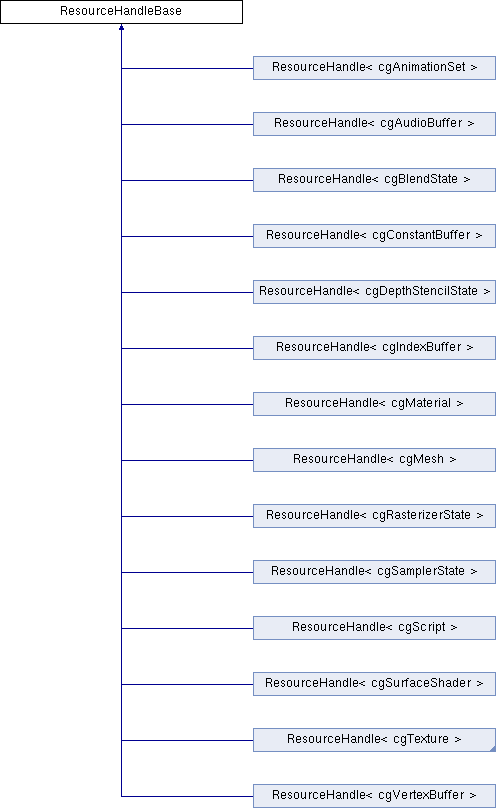 ResourceHandleBase
ResourceHandle< cgAnimationSet >
ResourceHandle< cgAudioBuffer >
ResourceHandle< cgBlendState >
ResourceHandle< cgConstantBuffer >
ResourceHandle< cgDepthStencilState >
ResourceHandle< cgIndexBuffer >
ResourceHandle< cgMaterial >
ResourceHandle< cgMesh >
ResourceHandle< cgRasterizerState >
ResourceHandle< cgSamplerState >
ResourceHandle< cgScript >
ResourceHandle< cgSurfaceShader >
ResourceHandle< cgTexture >
ResourceHandle< cgVertexBuffer >